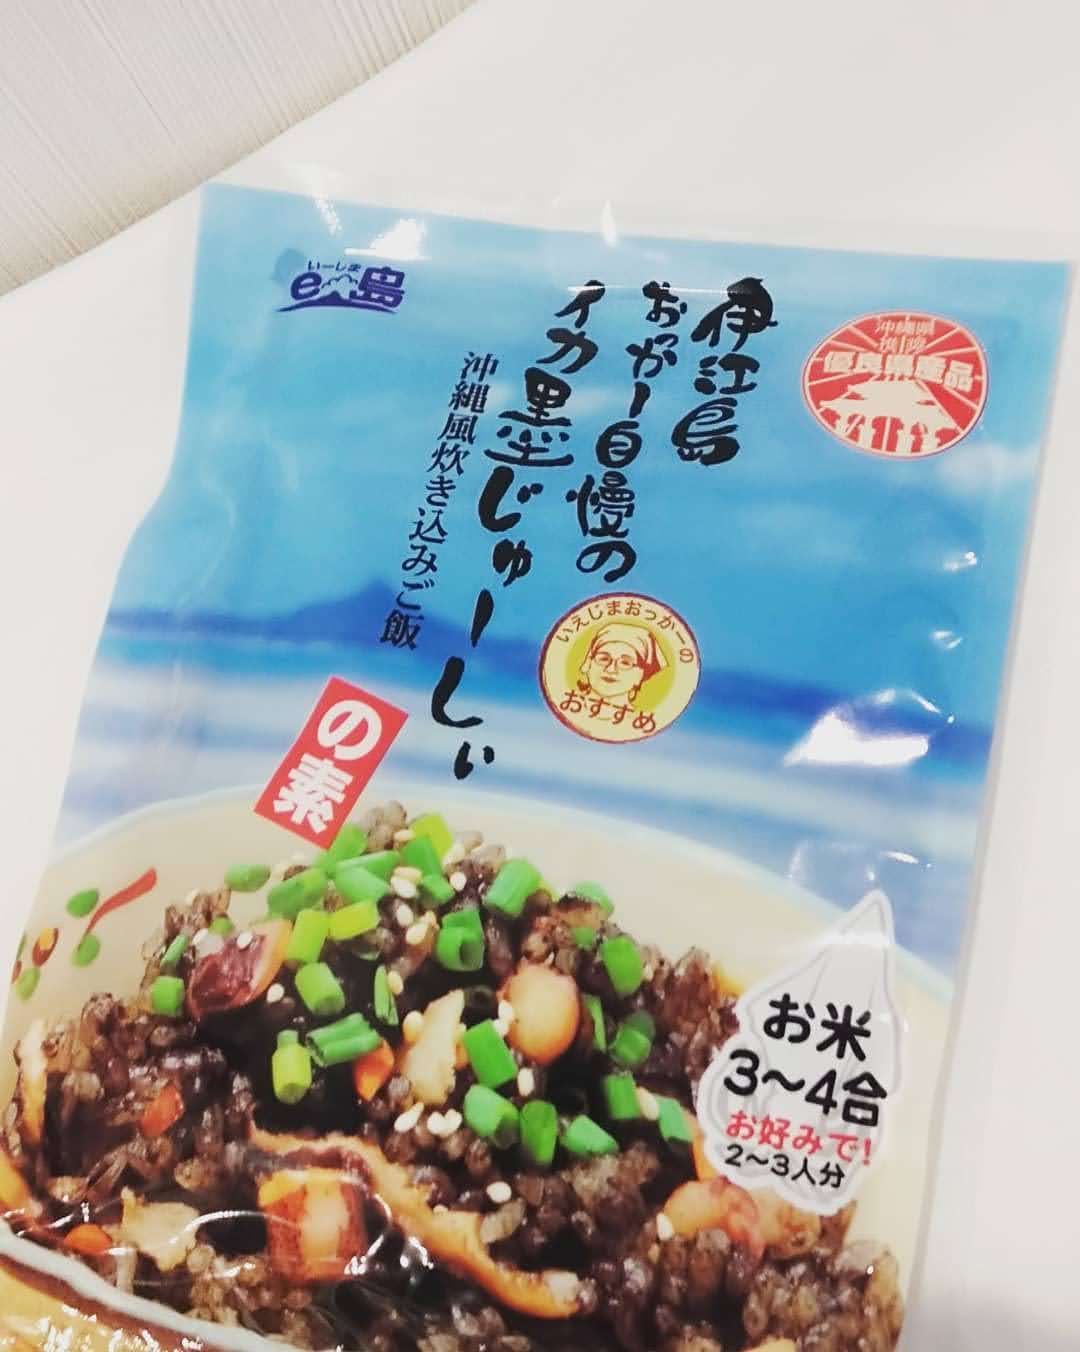 いーしま
e島
伊江島
おっかー自慢の
イカ墨じゅーしぃ
沖縄風炊き込みご飯
の素
沖縄県
推奨
優良県産品
いえじまおっかーの
おすすめ
お米
3〜4合
お好みで!
2〜3人分